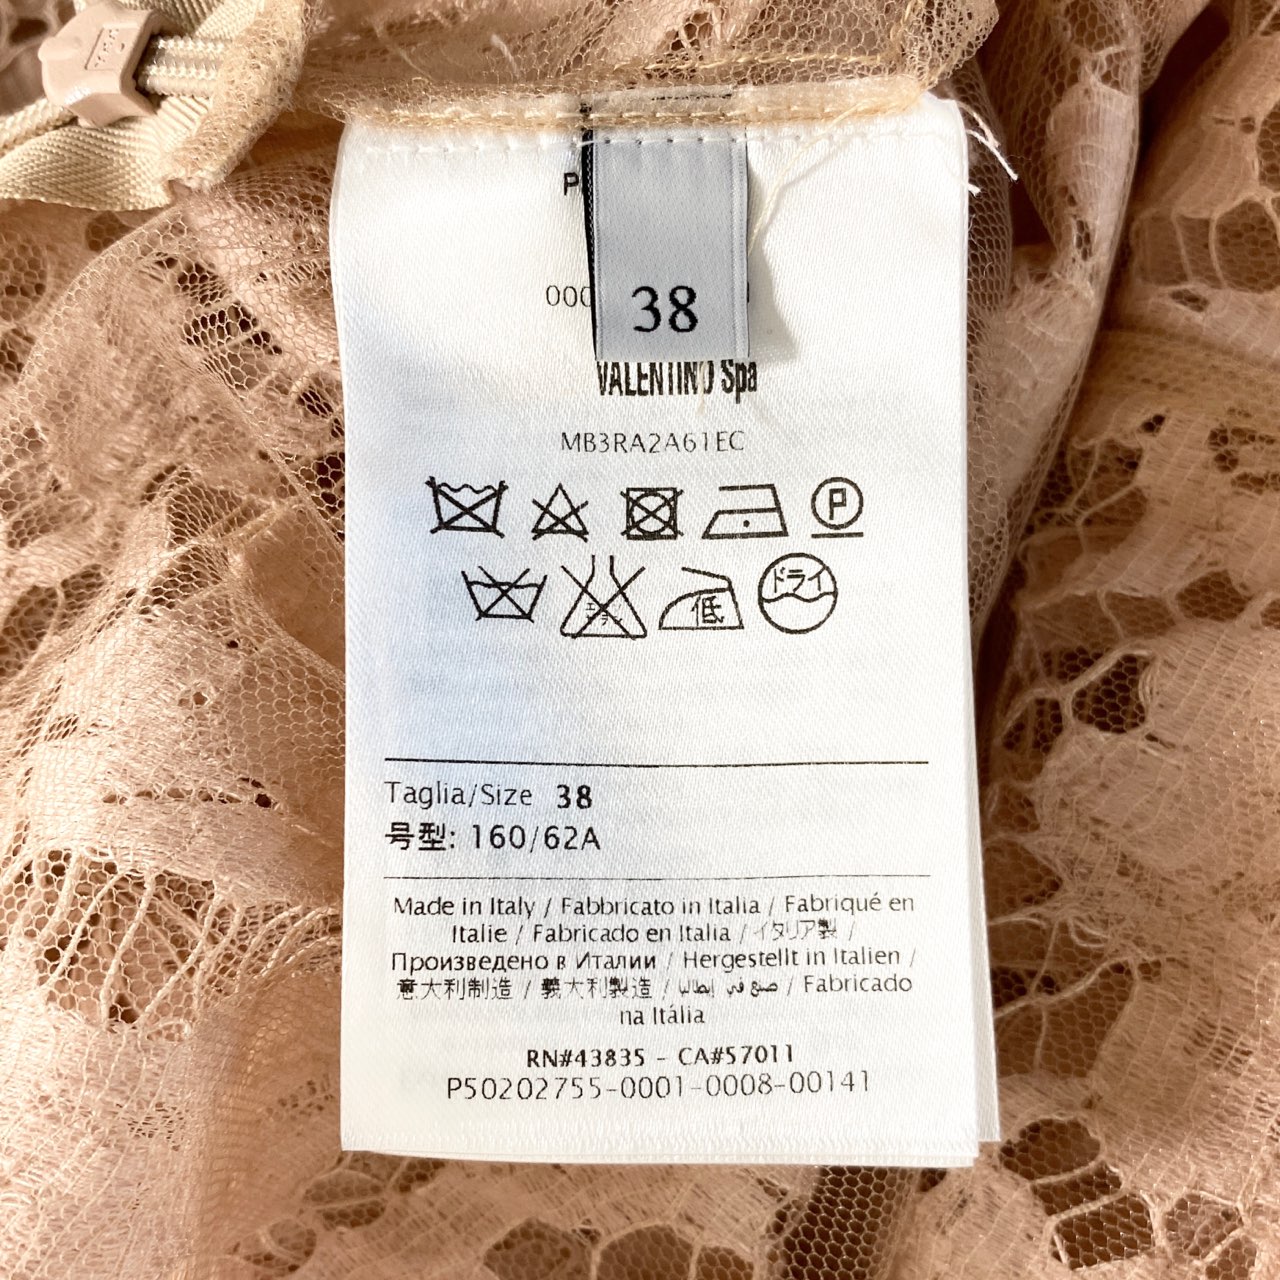 38
000
VALENTINO Spa
MB3RA2A61EC
P
ドライ
低
Taglia/Size 38
号型: 160/62A
Made in Italy / Fabbricato in Italia / Fabriqué en
Italie / Fabricado en Italia / イタリア製 /
Произведено в Италии / Hergestellt in Italien /
意大利制造 / 義大利製造 / صنع في إيطاليا / Fabricado
na Itália
RN#43835 - CA#57011
P50202755-0001-0008-00141